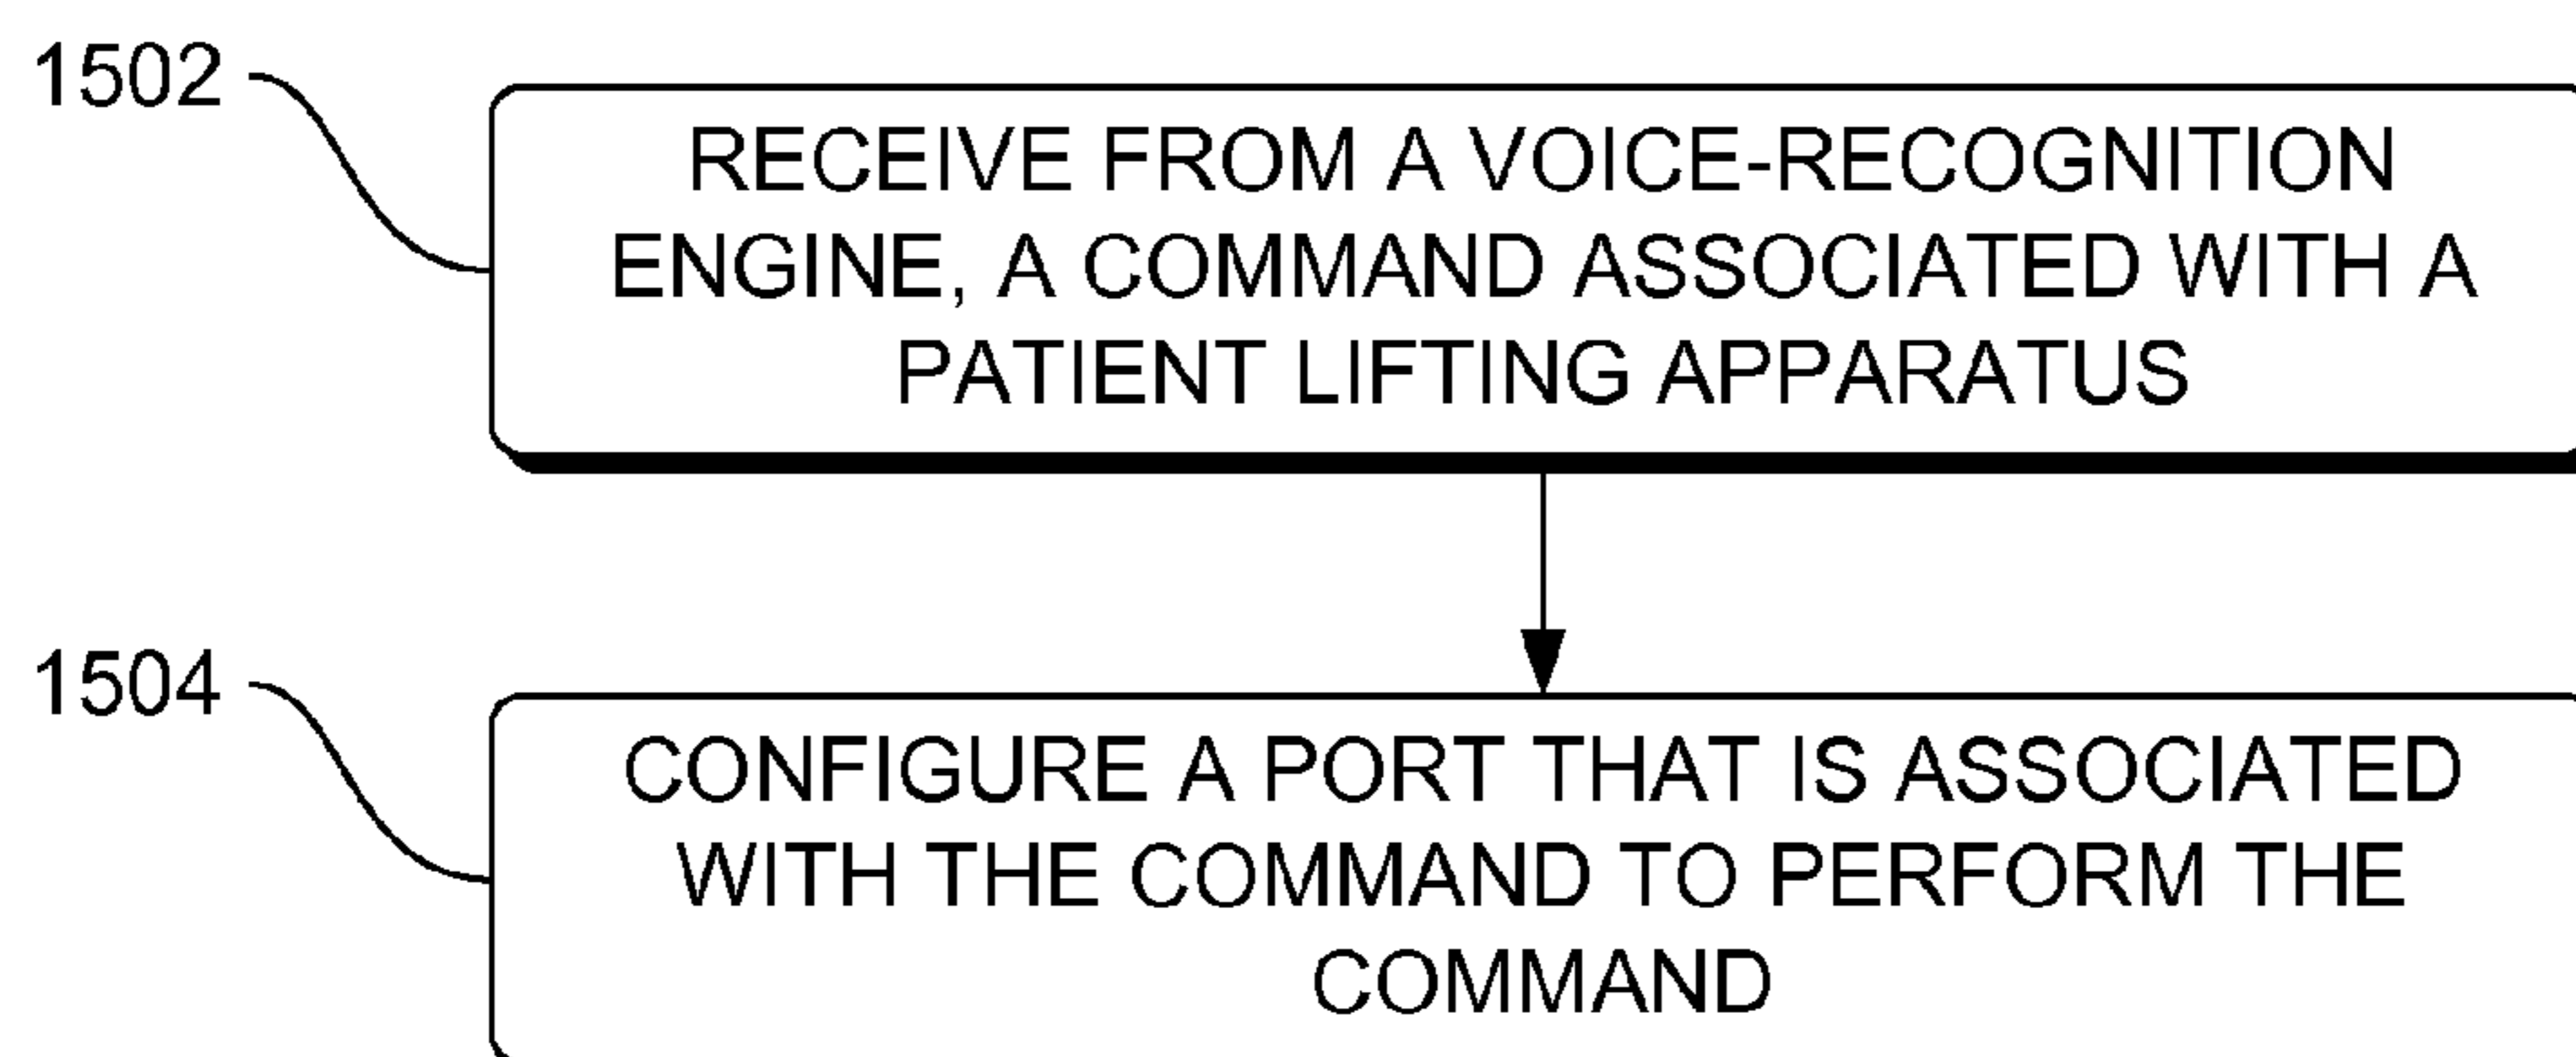 1502
RECEIVE FROM A VOICE-RECOGNITION
ENGINE, A COMMAND ASSOCIATED WITH A
PATIENT LIFTING APPARATUS
1504
CONFIGURE A PORT THAT IS ASSOCIATED
WITH THE COMMAND TO PERFORM THE
COMMAND